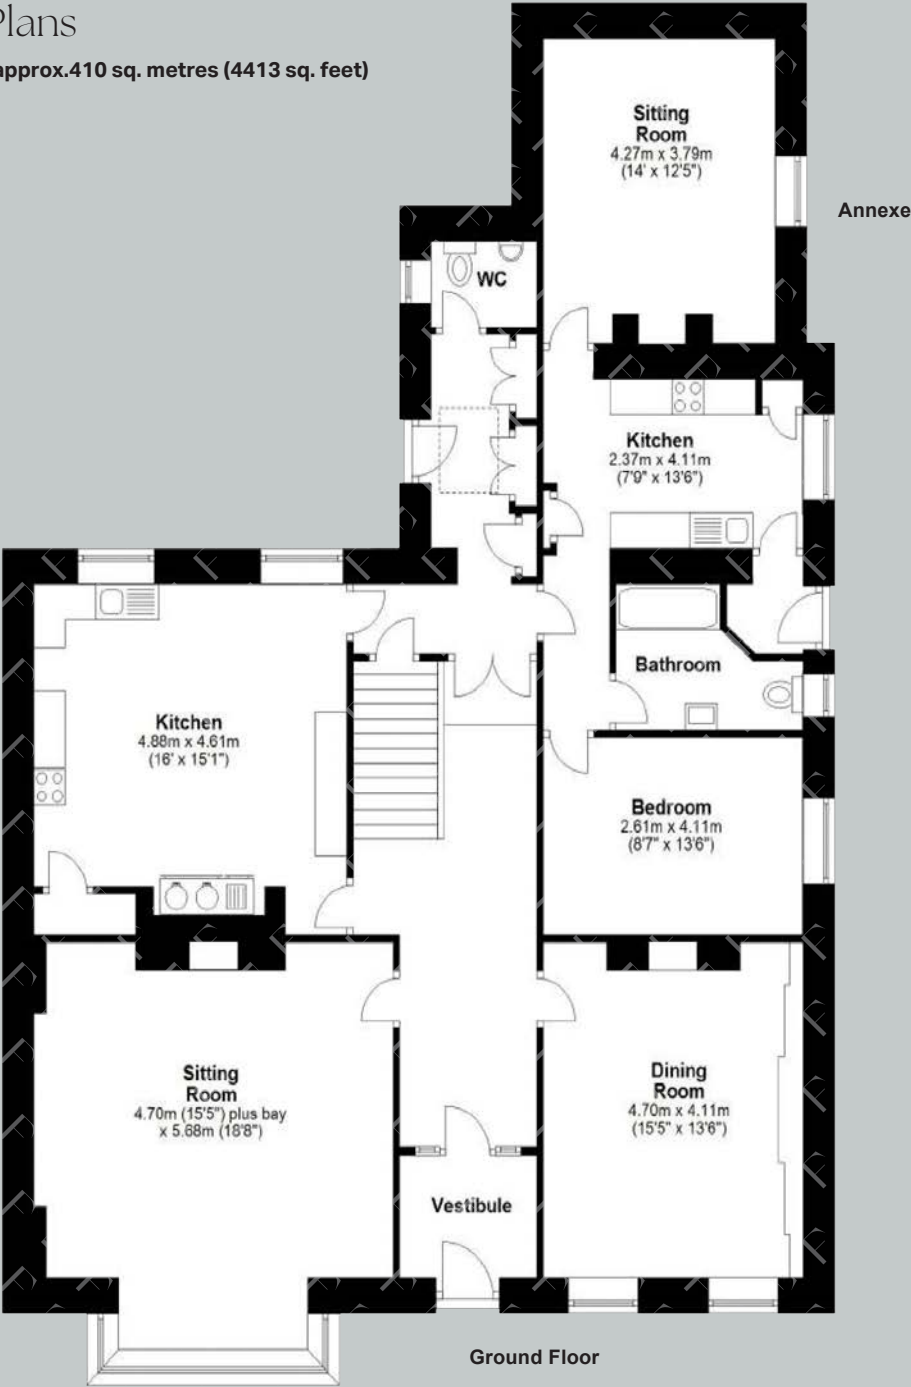 Plans
approx.410 sq. metres (4413 sq. feet)
Sitting
Room
4.27m x 3.79m
(14' x 12'5")
Annexe
WC
Kitchen
2.37m x 4.11m
(7'9" x 13'6")
Bathroom
Kitchen
4.88m x 4.61m
(16' x 15'1")
Bedroom
2.61m x 4.11m
(8'7" x 13'6")
Sitting
Room
4.70m (15'5") plus bay
x 5.68m (18'8")
Dining
Room
4.70m x 4.11m
(15'5" x 13'6")
Vestibule
Ground Floor